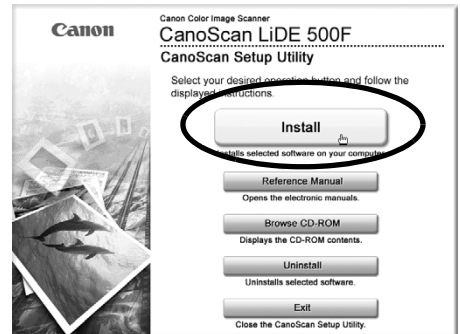 Canon
Canon Color Image Scanner
CanoScan LiDE 500F
CanoScan Setup Utility
Select your desired operation button and follow the
displayed instructions.
Install
Installs selected software on your computer.
Reference Manual
Opens the electronic manuals.
Browse CD-ROM
Displays the CD-ROM contents.
Uninstall
Uninstalls selected software.
Exit
Close the CanoScan Setup Utility.